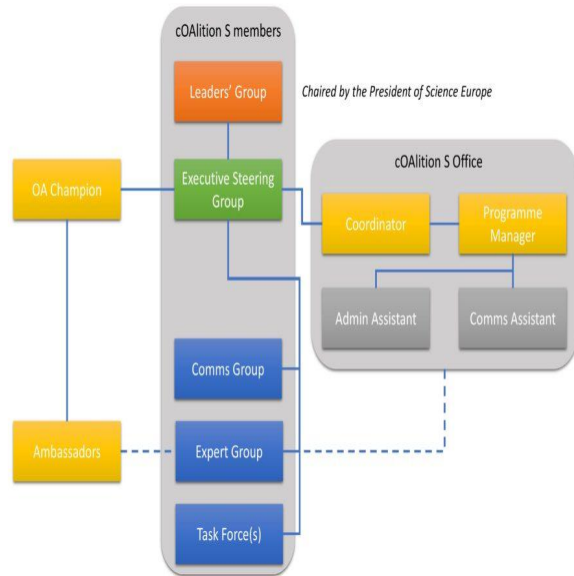 cOAlition S members
Leaders' Group
Chaired by the President of Science Europe
cOAlition S Office
OA Champion
Executive Steering
Group
Coordinator
Programme
Manager
Admin Assistant
Comms Assistant
Comms Group
Ambassadors
Expert Group
Task Force(s)